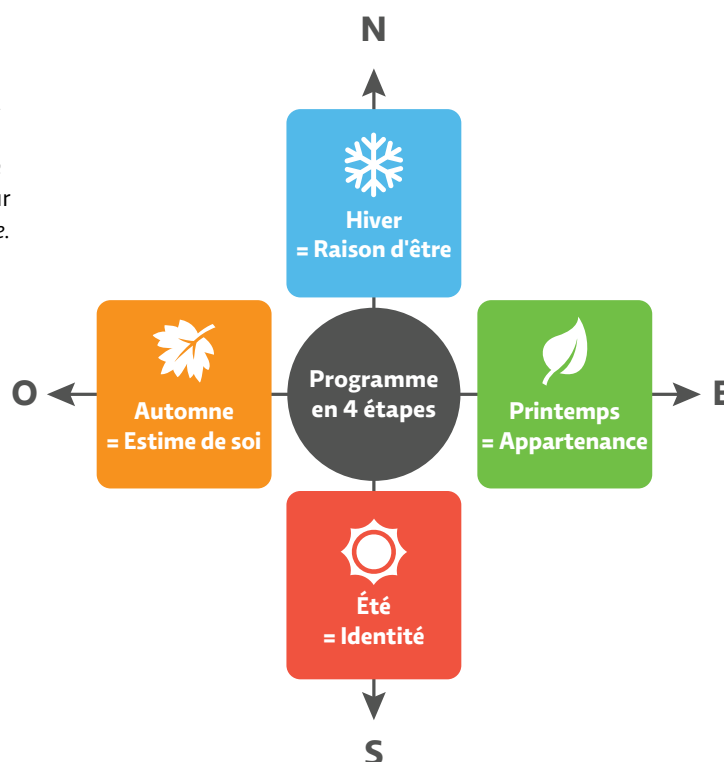 N
e.
Hiver
= Raison d'être
O
Automne
= Estime de soi
Programme
en 4 étapes
Printemps
= Appartenance
E
Été
= Identité
S